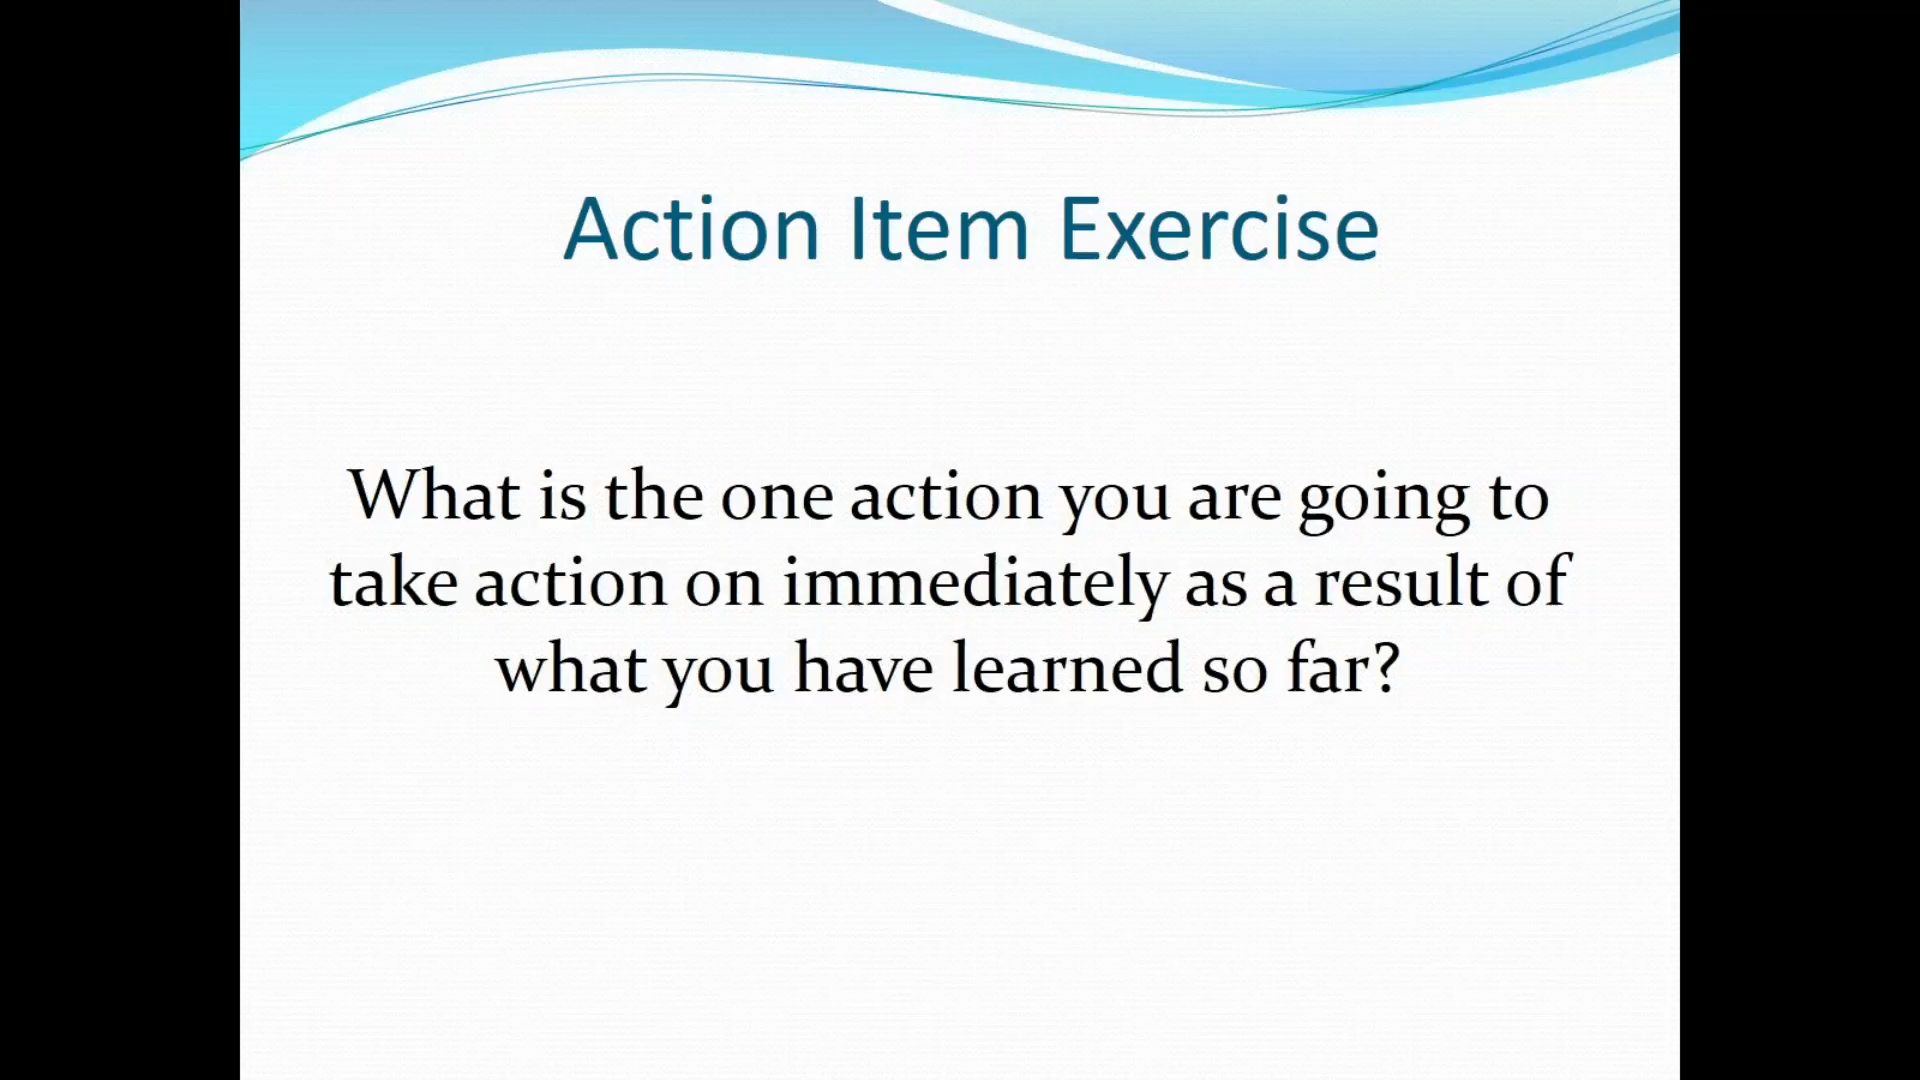 Action Item Exercise
What is the one action you are going to
take action on immediately as a result of
what you have learned so far?